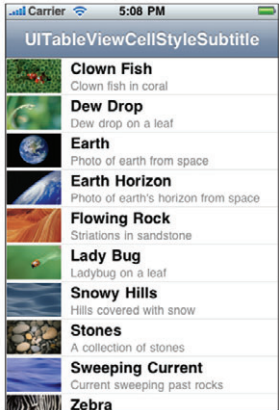 Carrier 5:08 PM
UITableViewCellStyleSubtitle
Clown Fish
Clown fish in coral
Dew Drop
Dew drop on a leaf
Earth
Photo of earth from space
Earth Horizon
Photo of earth's horizon from space
Flowing Rock
Striations in sandstone
Lady Bug
Ladybug on a leaf
Snowy Hills
Hills covered with snow
Stones
A collection of stones
Sweeping Current
Current sweeping past rocks
Zebra